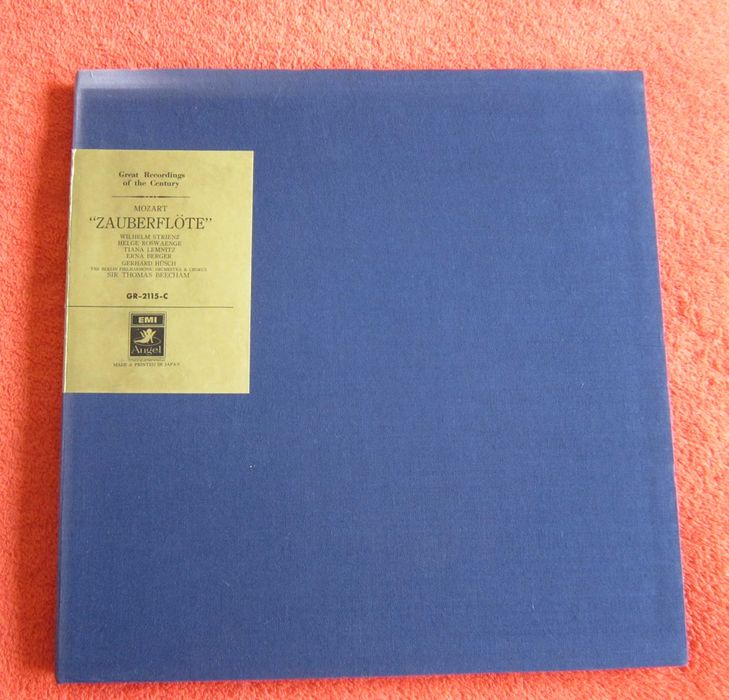 Great Recordings
of the Century
MOZART
“ZAUBERFLÖTE”
WILHELM STRIENZ
HELGE ROSWAENGE
TIANA LEMNITZ
ERNA BERGER
GERHARD HÜSCH
THE BERLIN PHILHARMONIC ORCHESTRA & CHORUS
SIR THOMAS BEECHAM
GR-2115-C
EMI
Angel
MADE & PRINTED IN JAPAN